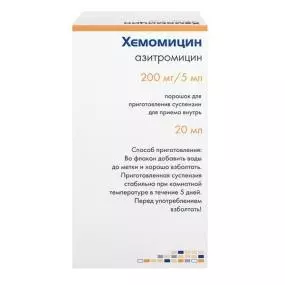 Хемомицин
азитромицин
200 мг/5 мл
порошок для
приготовления суспензии
для приема внутрь
20 мл
Способ приготовления:
Во флакон добавить воды
до метки и хорошо взболтать.
Приготовленная суспензия
стабильна при комнатной
температуре в течение 5 дней.
Перед употреблением
взболтать!